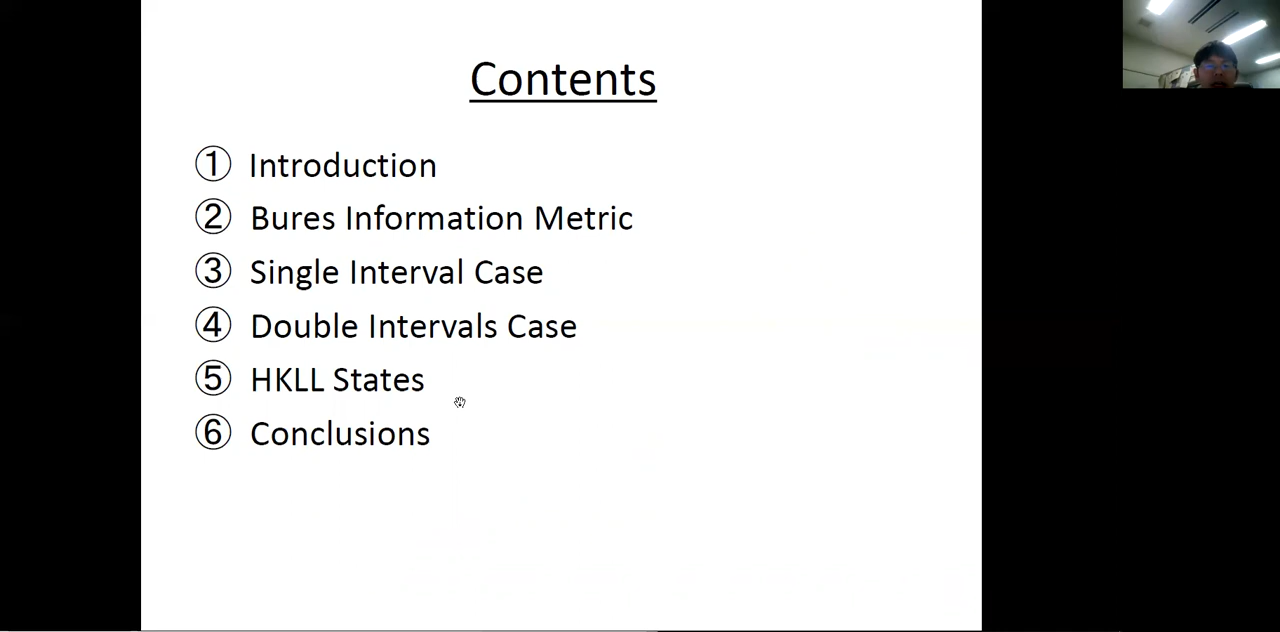 Contents
① Introduction
② Bures Information Metric
③ Single Interval Case
④ Double Intervals Case
⑤ HKLL States
⑥ Conclusions